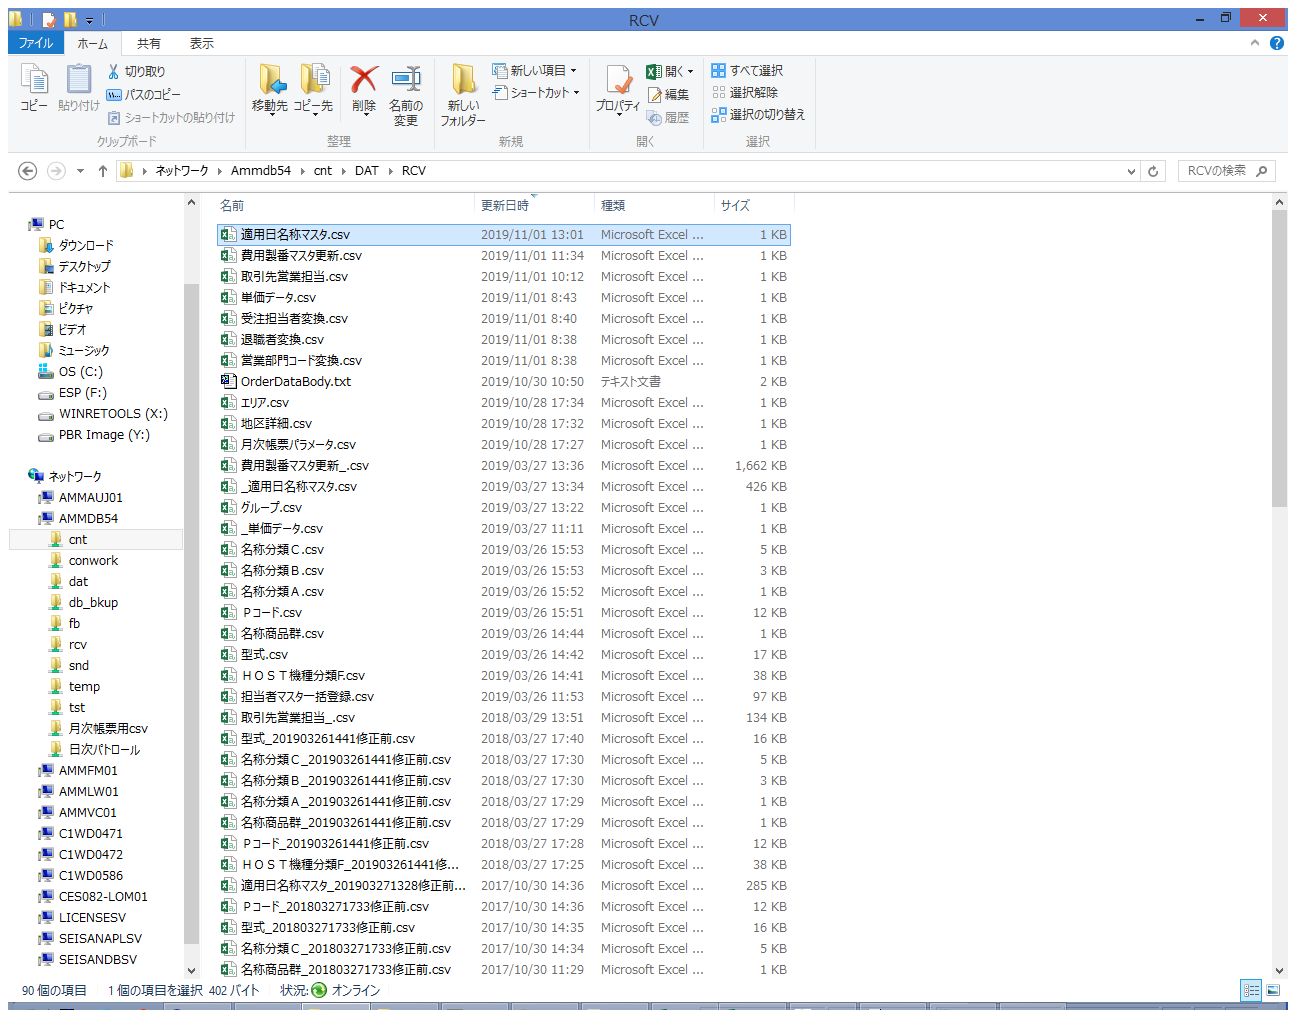 RCV
ファイル ホーム 共有 表示
コピー
貼り付け
切り取り
パスのコピー
ショートカットの貼り付け
クリップボード
移動先
コピー先
削除
名前の
変更
整理
新しい
フォルダー
新しい項目
ショートカット
新規
プロパティ
開く
編集
履歴
開く
すべて選択
選択解除
選択の切り替え
選択
ネットワーク Ammdb54 cnt DAT RCV
RCVの検索
PC
ダウンロード
デスクトップ
ドキュメント
ピクチャ
ビデオ
ミュージック
OS (C:)
ESP (F:)
WINRETOOLS (X:)
PBR Image (Y:)
ネットワーク
AMMAUJ01
AMMDB54
cnt
conwork
dat
db_bkup
fb
rcv
snd
temp
tst
月次帳票用csv
日次パトロール
AMMFM01
AMMLW01
AMMVC01
C1WD0471
C1WD0472
C1WD0586
CES082-LOM01
LICENSESV
SEISANAPLSV
SEISANDBSV
名前 更新日時 種類 サイズ
適用日名称マスタ.csv 2019/11/01 13:01 Microsoft Excel ... 1 KB
費用製番マスタ更新.csv 2019/11/01 11:34 Microsoft Excel ... 1 KB
取引先営業担当.csv 2019/11/01 10:12 Microsoft Excel ... 1 KB
単価データ.csv 2019/11/01 8:43 Microsoft Excel ... 1 KB
受注担当者変換.csv 2019/11/01 8:40 Microsoft Excel ... 1 KB
退職者変換.csv 2019/11/01 8:38 Microsoft Excel ... 1 KB
営業部門コード変換.csv 2019/11/01 8:38 Microsoft Excel ... 1 KB
OrderDataBody.txt 2019/10/30 10:50 テキスト文書 2 KB
エリア.csv 2019/10/28 17:34 Microsoft Excel ... 1 KB
地区詳細.csv 2019/10/28 17:32 Microsoft Excel ... 1 KB
月次帳票パラメータ.csv 2019/10/28 17:27 Microsoft Excel ... 1 KB
費用製番マスタ更新_.csv 2019/03/27 13:36 Microsoft Excel ... 1,662 KB
_適用日名称マスタ.csv 2019/03/27 13:34 Microsoft Excel ... 426 KB
グループ.csv 2019/03/27 13:22 Microsoft Excel ... 1 KB
_単価データ.csv 2019/03/27 11:11 Microsoft Excel ... 1 KB
名称分類Ｃ.csv 2019/03/26 15:53 Microsoft Excel ... 5 KB
名称分類Ｂ.csv 2019/03/26 15:53 Microsoft Excel ... 3 KB
名称分類Ａ.csv 2019/03/26 15:52 Microsoft Excel ... 1 KB
Ｐコード.csv 2019/03/26 15:51 Microsoft Excel ... 12 KB
名称商品群.csv 2019/03/26 14:44 Microsoft Excel ... 1 KB
型式.csv 2019/03/26 14:42 Microsoft Excel ... 17 KB
ＨＯＳＴ機種分類F.csv 2019/03/26 14:41 Microsoft Excel ... 38 KB
担当者マスター括登録.csv 2019/03/26 11:53 Microsoft Excel ... 97 KB
取引先営業担当_.csv 2018/03/29 13:51 Microsoft Excel ... 134 KB
型式_201903261441修正前.csv 2018/03/27 17:40 Microsoft Excel ... 16 KB
名称分類Ｃ_201903261441修正前.csv 2018/03/27 17:30 Microsoft Excel ... 5 KB
名称分類Ｂ_201903261441修正前.csv 2018/03/27 17:30 Microsoft Excel ... 3 KB
名称分類Ａ_201903261441修正前.csv 2018/03/27 17:29 Microsoft Excel ... 1 KB
名称商品群_201903261441修正前.csv 2018/03/27 17:29 Microsoft Excel ... 1 KB
Ｐコード_201903261441修正前.csv 2018/03/27 17:28 Microsoft Excel ... 12 KB
ＨＯＳＴ機種分類F_201903261441修... 2018/03/27 17:25 Microsoft Excel ... 38 KB
適用日名称マスタ_201903271328修正前... 2017/10/30 14:36 Microsoft Excel ... 285 KB
Ｐコード_201803271733修正前.csv 2017/10/30 14:36 Microsoft Excel ... 12 KB
型式_201803271733修正前.csv 2017/10/30 14:35 Microsoft Excel ... 16 KB
名称分類Ｃ_201803271733修正前.csv 2017/10/30 14:34 Microsoft Excel ... 5 KB
名称商品群_201803271733修正前.csv 2017/10/30 11:29 Microsoft Excel ... 1 KB
90 個の項目 1 個の項目を選択 402 バイト 状況: オンライン